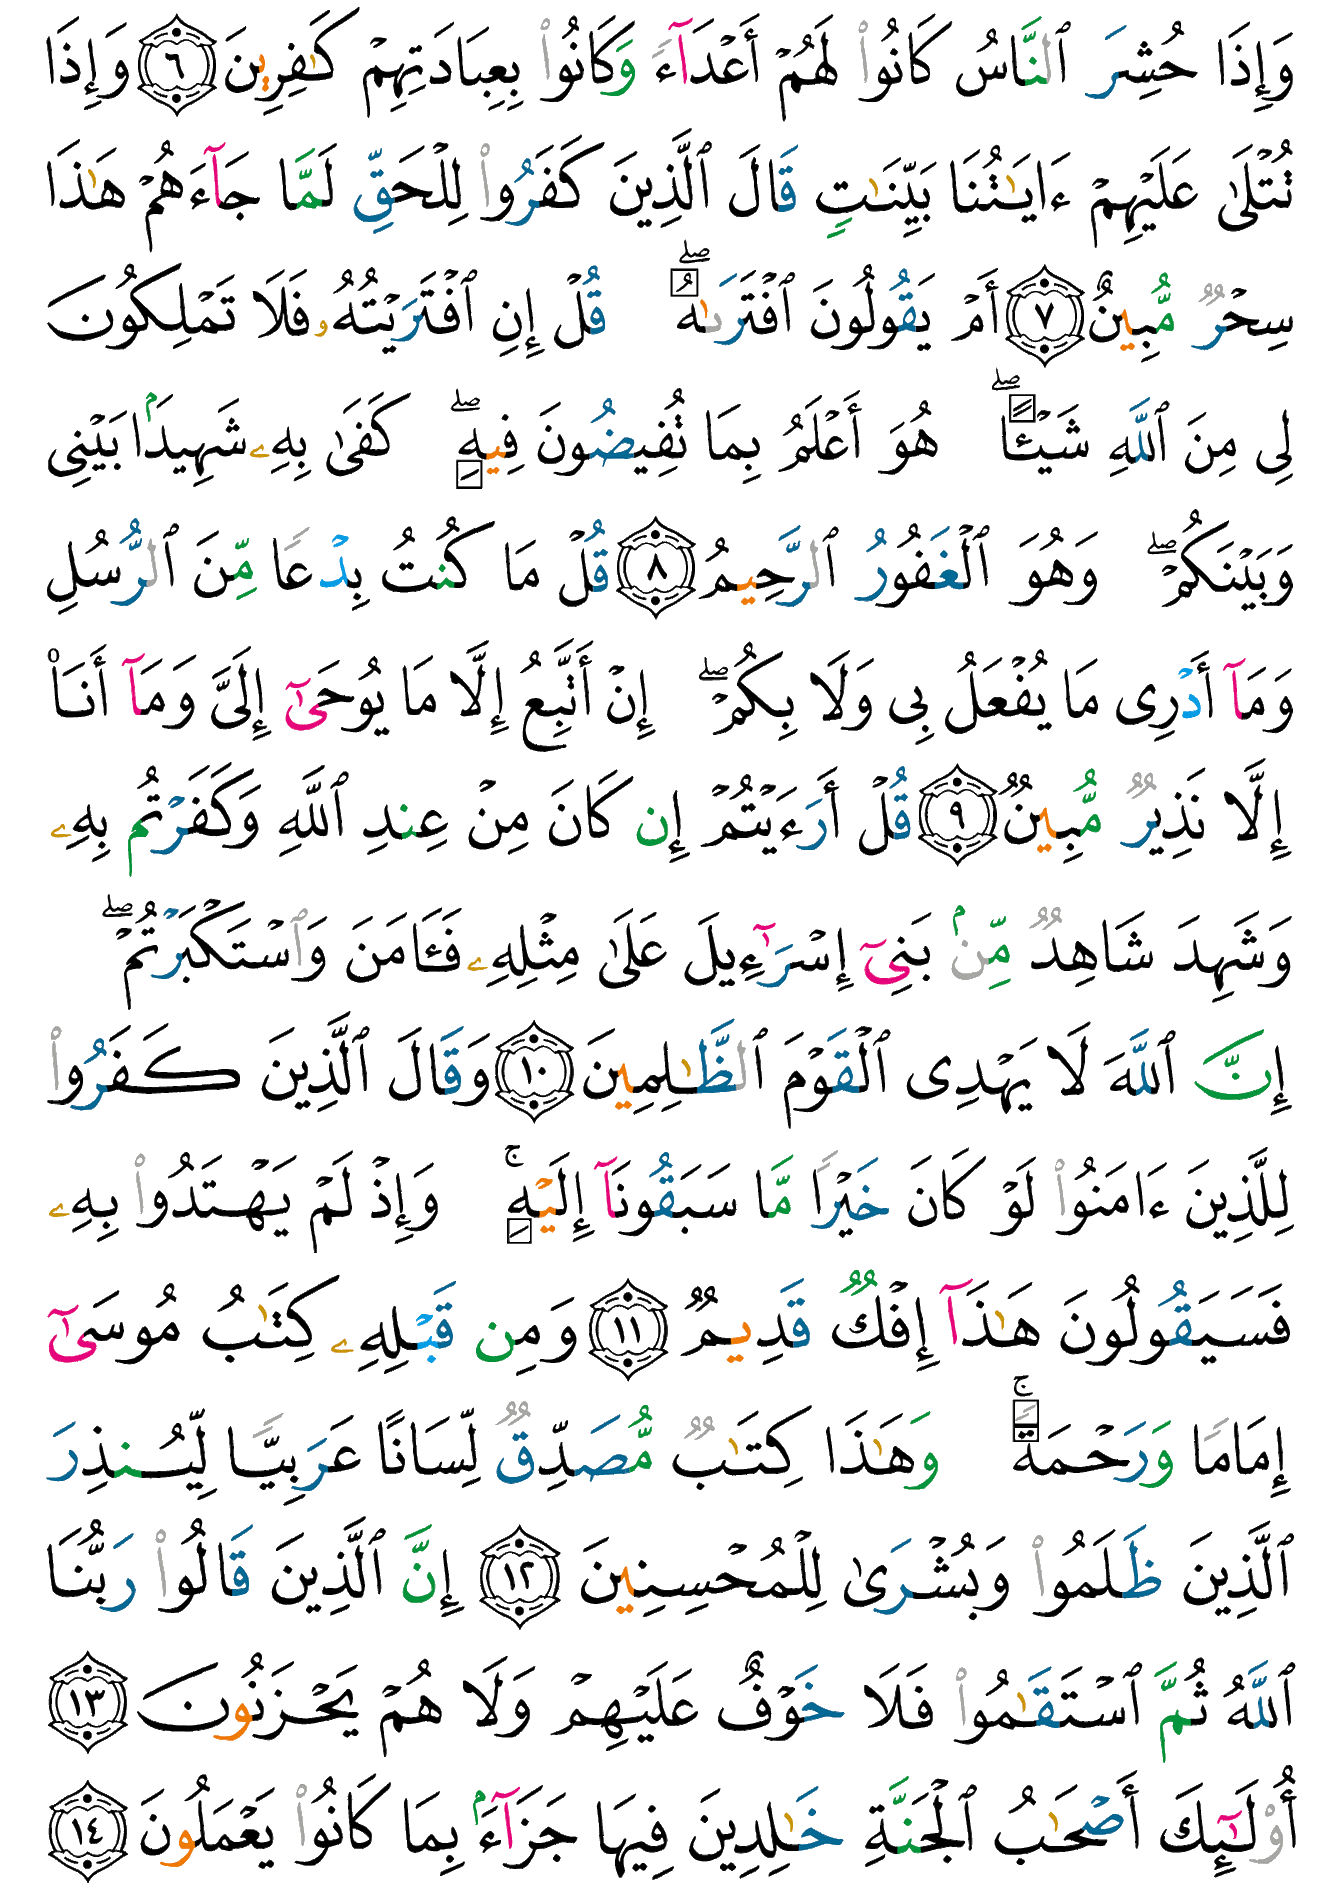 وَإِذَا حُشِرَ ٱلنَّاسُ كَانُوا۟ لَهُمْ أَعْدَآءً وَكَانُوا۟ بِعِبَادَتِهِمْ كَـٰفِرِينَ ٦ وَإِذَا
تُتْلَىٰ عَلَيْهِمْ ءَايَـٰتُنَا بَيِّنَـٰتٍ قَالَ ٱلَّذِينَ كَفَرُوا۟ لِلْحَقِّ لَمَّا جَآءَهُمْ هَـٰذَا
سِحْرٌ مُّبِينٌ ٧ أَمْ يَقُولُونَ ٱفْتَرَىٰهُ ۖ قُلْ إِنِ ٱفْتَرَيْتُهُۥ فَلَا تَمْلِكُونَ
لِى مِنَ ٱللَّهِ شَيْـًٔا ۖ هُوَ أَعْلَمُ بِمَا تُفِيضُونَ فِيهِ ۖ كَفَىٰ بِهِۦ شَهِيدًۢا بَيْنِى
وَبَيْنَكُمْ ۖ وَهُوَ ٱلْغَفُورُ ٱلرَّحِيمُ ٨ قُلْ مَا كُنتُ بِدْعًا مِّنَ ٱلرُّسُلِ
وَمَآ أَدْرِى مَا يُفْعَلُ بِى وَلَا بِكُمْ ۖ إِنْ أَتَّبِعُ إِلَّا مَا يُوحَىٰٓ إِلَىَّ وَمَآ أَنَا۠
إِلَّا نَذِيرٌ مُّبِينٌ ٩ قُلْ أَرَءَيْتُمْ إِن كَانَ مِنْ عِندِ ٱللَّهِ وَكَفَرْتُم بِهِۦ
وَشَهِدَ شَاهِدٌ مِّنۢ بَنِىٓ إِسْرَٰٓءِيلَ عَلَىٰ مِثْلِهِۦ فَـَٔامَنَ وَٱسْتَكْبَرْتُمْ ۖ
إِنَّ ٱللَّهَ لَا يَهْدِى ٱلْقَوْمَ ٱلظَّـٰلِمِينَ ١٠ وَقَالَ ٱلَّذِينَ كَفَرُوا۟
لِلَّذِينَ ءَامَنُوا۟ لَوْ كَانَ خَيْرًا مَّا سَبَقُونَآ إِلَيْهِ ۚ وَإِذْ لَمْ يَهْتَدُوا۟ بِهِۦ
فَسَيَقُولُونَ هَـٰذَآ إِفْكٌ قَدِيمٌ ١١ وَمِن قَبْلِهِۦ كِتَـٰبُ مُوسَىٰٓ
إِمَامًا وَرَحْمَةً ۚ وَهَـٰذَا كِتَـٰبٌ مُّصَدِّقٌ لِّسَانًا عَرَبِيًّا لِّيُنذِرَ
ٱلَّذِينَ ظَلَمُوا۟ وَبُشْرَىٰ لِلْمُحْسِنِينَ ١٢ إِنَّ ٱلَّذِينَ قَالُوا۟ رَبُّنَا
ٱللَّهُ ثُمَّ ٱسْتَقَـٰمُوا۟ فَلَا خَوْفٌ عَلَيْهِمْ وَلَا هُمْ يَحْزَنُونَ ١٣
أُو۟لَـٰٓئِكَ أَصْحَـٰبُ ٱلْجَنَّةِ خَـٰلِدِينَ فِيهَا جَزَآءًۢ بِمَا كَانُوا۟ يَعْمَلُونَ ١٤